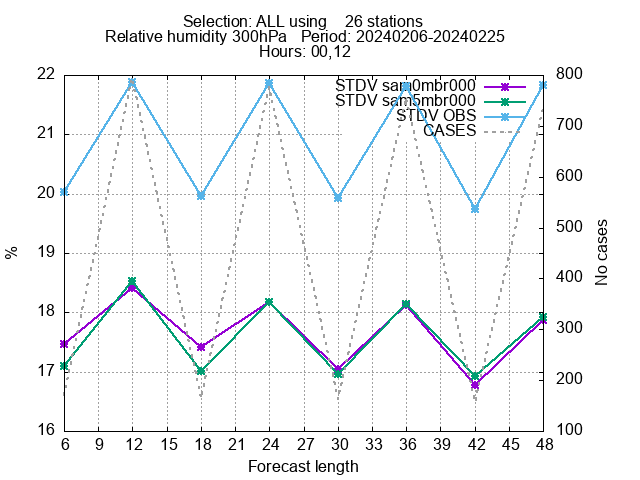 Selection: ALL using    26 stations
Relative humidity 300hPa   Period: 20240206-20240225
Hours: 00,12
STDV sam0mbr000
STDV sam5mbr000
STDV OBS
CASES
22
21
20
19
18
17
16
%
800
700
600
500
400
300
200
100
No cases
6 9 12 15 18 21 24 27 30 33 36 39 42 45 48
Forecast length